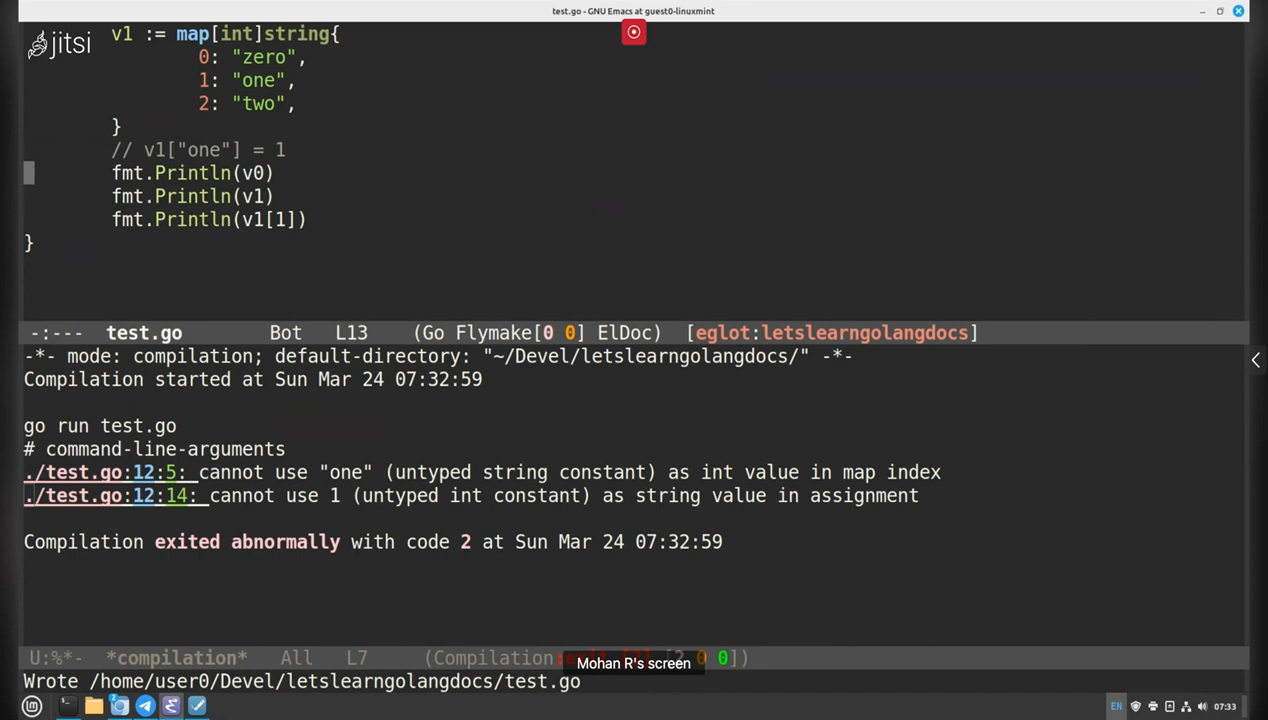 test.go - GNU Emacs at guest0-linuxmint
jitsi
v1 := map[int]string{
0: "zero",
1: "one",
2: "two",
}
// v1["one"] = 1
fmt.Println(v0)
fmt.Println(v1)
fmt.Println(v1[1])
}
-:--- test.go Bot L13 (Go Flymake[0 0] ElDoc) [eglot:letslearngolangdocs]
-*- mode: compilation; default-directory: "~/Devel/letslearngolangdocs/" -*-
Compilation started at Sun Mar 24 07:32:59
go run test.go
# command-line-arguments
./test.go:12:5: cannot use "one" (untyped string constant) as int value in map index
./test.go:12:14: cannot use 1 (untyped int constant) as string value in assignment
Compilation exited abnormally with code 2 at Sun Mar 24 07:32:59
U:%*- *compilation* All L7 (Compilation: 0 0])
Mohan R's screen
Wrote /home/user0/Devel/letslearngolangdocs/test.go
2
EN
07:33